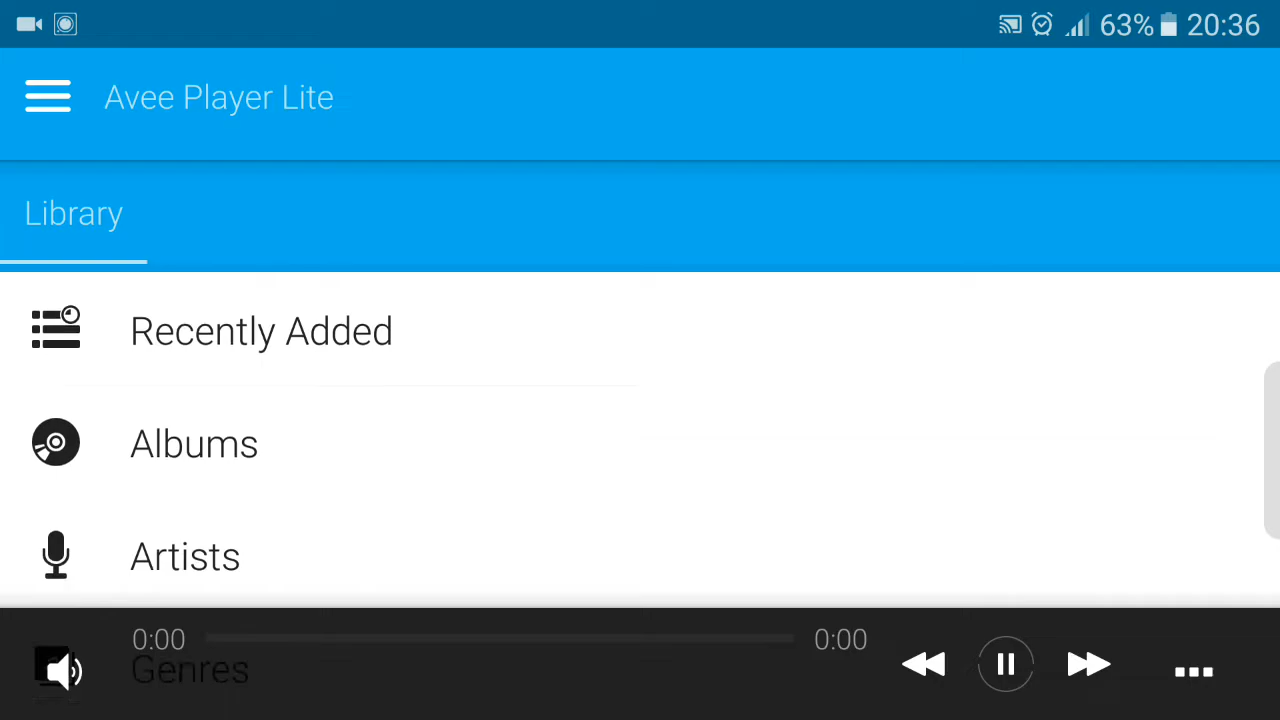 63% 20:36
Avee Player Lite
Library
Recently Added
Albums
Artists
0:00 0:00
Genres